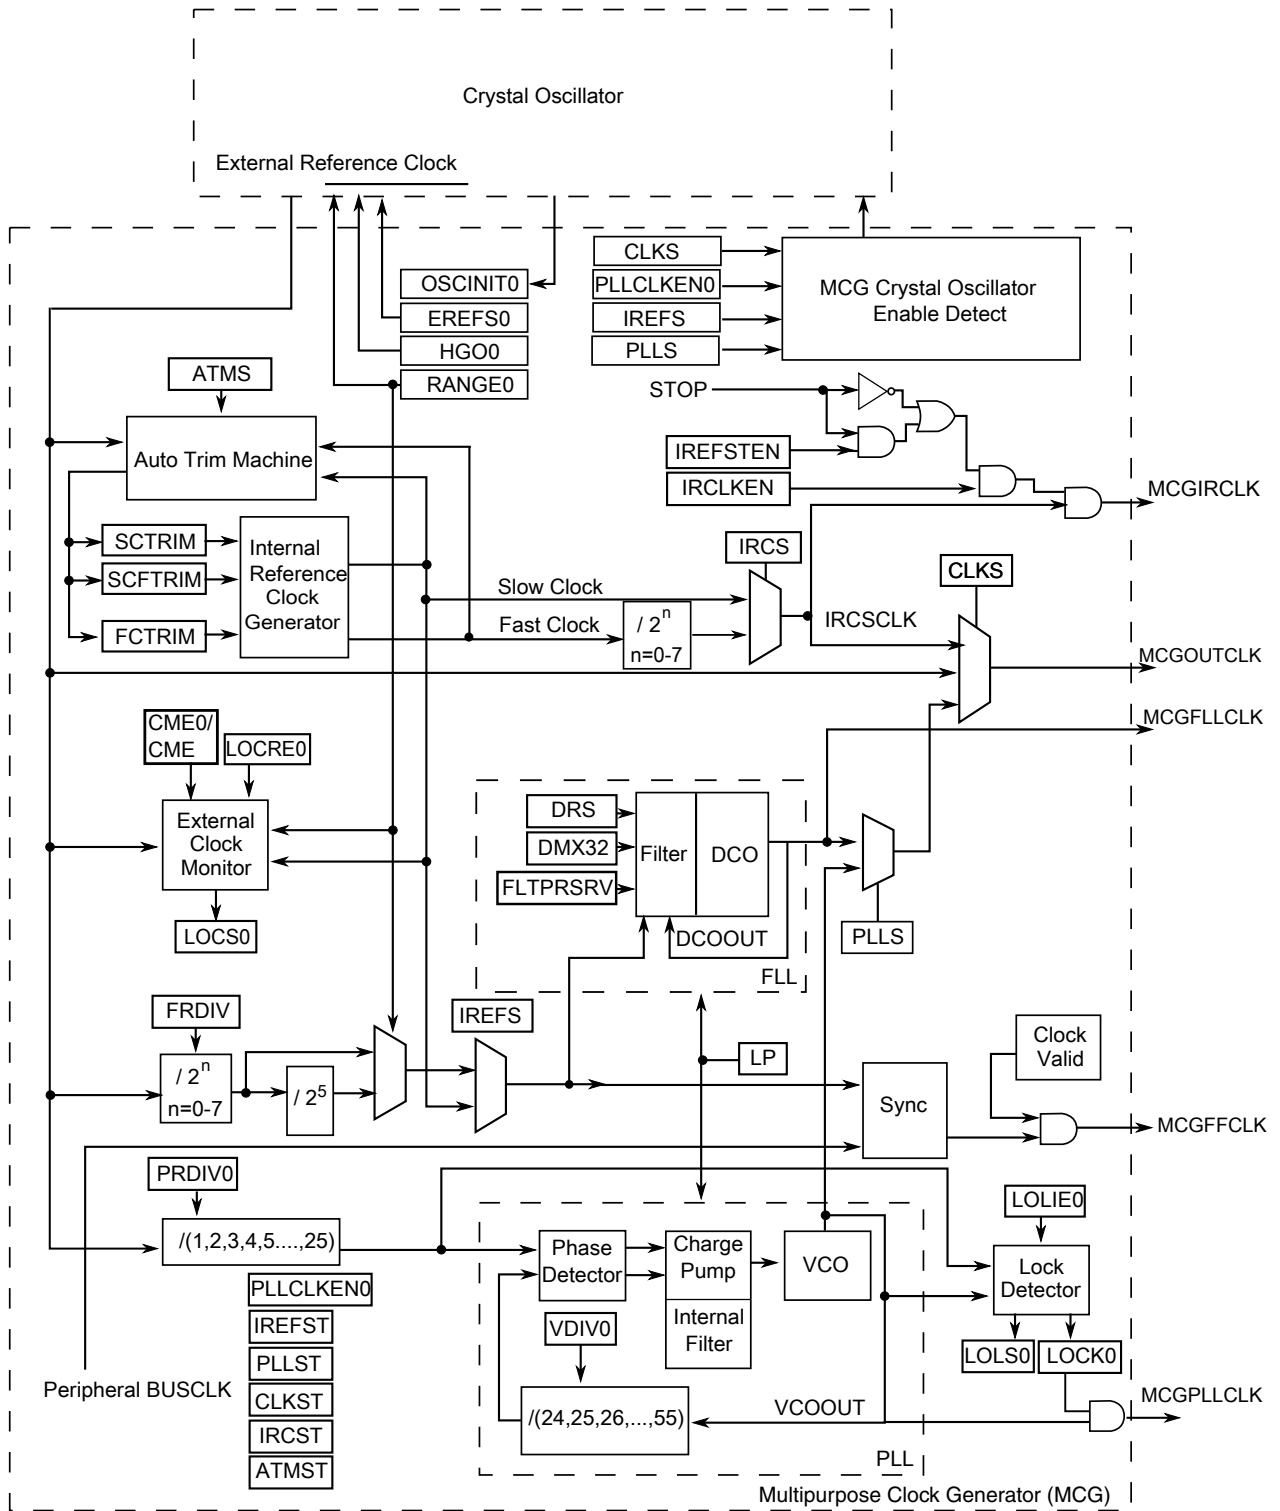 Crystal Oscillator
External Reference Clock
CLKS
OSCINIT0
PLLCLKEN0
MCG Crystal Oscillator
Enable Detect
EREFS0
IREFS
HGO0
PLLS
RANGE0
ATMS
STOP
Auto Trim Machine
IREFSTEN
IRCLKEN
MCGIRCLK
SCTRIM
SCFTRIM
FCTRIM
Internal
Reference
Clock
Generator
IRCS
CLKS
Slow Clock
Fast Clock
/ 2n
n=0-7
IRCSCLK
MCGOUTCLK
CME0/
CME
LOCRE0
MCGFLLCLK
External
Clock
Monitor
LOCS0
DRS
DMX32
FLTPRSRV
Filter
DCO
DCOOUT
FLL
PLLS
FRDIV
IREFS
LP
Clock
Valid
/ 2n
n=0-7
/ 25
Sync
MCGFFCLK
PRDIV0
LOLIE0
/(1,2,3,4,5....,25)
Phase
Detector
Charge
Pump
Internal
Filter
VCO
Lock
Detector
PLLCLKEN0
IREFST
VDIV0
PLLST
LOLS0
LOCK0
Peripheral BUSCLK
CLKST
/(24,25,26,...,55)
VCOOUT
MCGPLLCLK
IRCST
ATMST
PLL
Multipurpose Clock Generator (MCG)